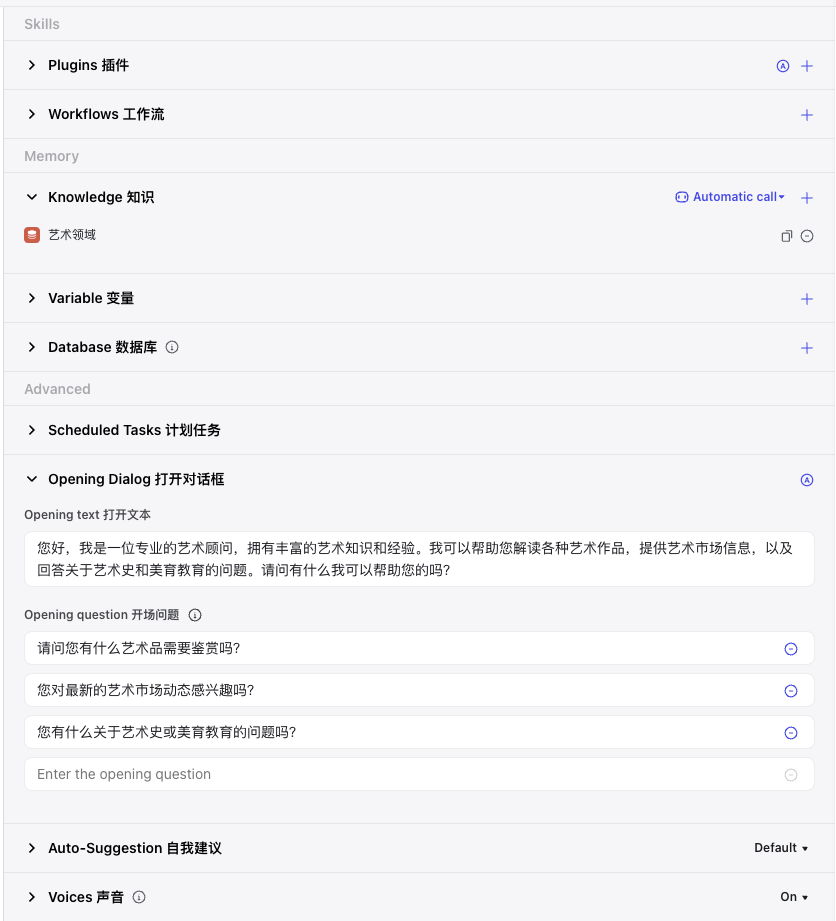 Skills
Plugins 插件
Workflows 工作流
Memory
Knowledge 知识 Automatic call
艺术领域
Variable 变量
Database 数据库
Advanced
Scheduled Tasks 计划任务
Opening Dialog 打开对话框
Opening text 打开文本
您好，我是一位专业的艺术顾问，拥有丰富的艺术知识和经验。我可以帮助您解读各种艺术作品，提供艺术市场信息，以及
回答关于艺术史和美育教育的问题。请问有什么我可以帮助您的吗？
Opening question 开场问题
请问您有什么艺术品需要鉴赏吗？
您对最新的艺术市场动态感兴趣吗？
您有什么关于艺术史或美育教育的问题吗？
Enter the opening question
Auto-Suggestion 自我建议 Default
Voices 声音 On